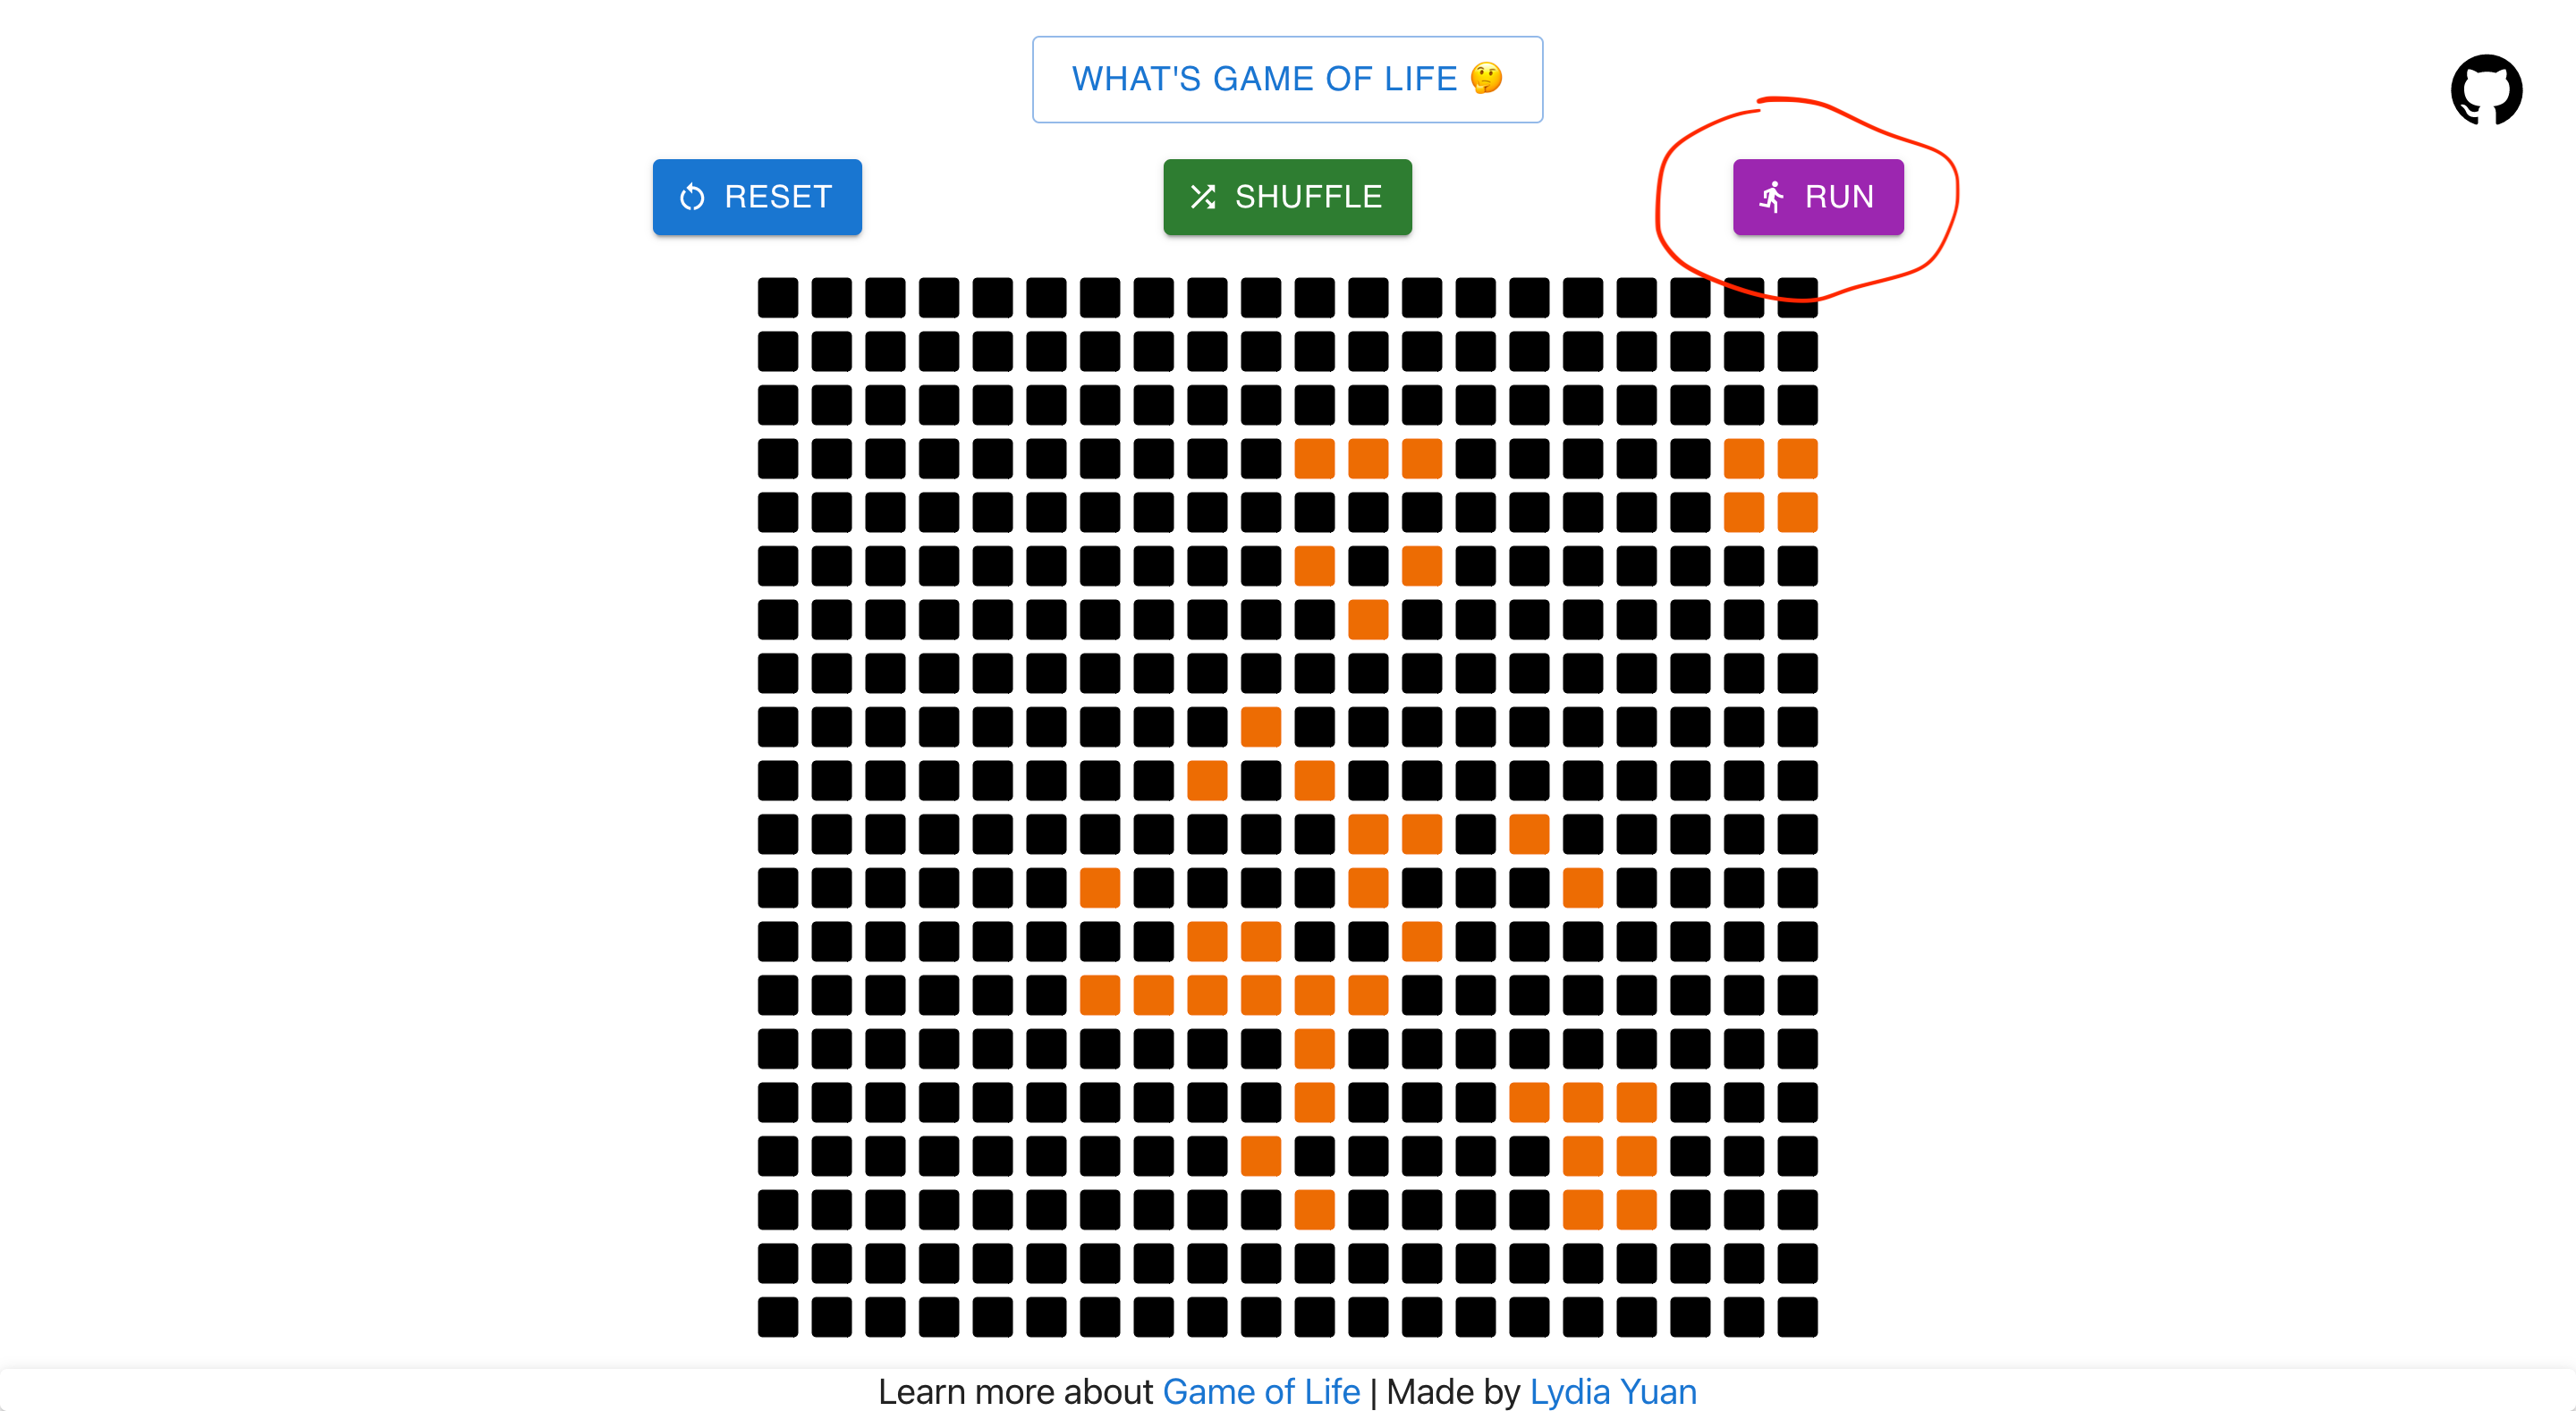 WHAT'S GAME OF LIFE 🤔
RESET
SHUFFLE
RUN
Learn more about Game of Life | Made by Lydia Yuan